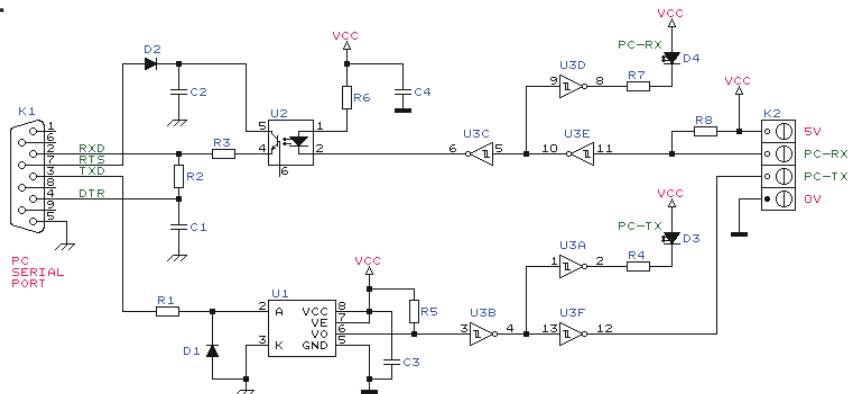 VCC
PC-RX
D4
D2
VCC
U3D
9
8
R7
VCC
K1
C2
U2
R6
C4
R8
K2
1
6
2
7
3
8
4
9
5
RXD
RTS
TXD
DTR
R3
R2
C1
5
4
6
1
2
U3C
6
5
U3E
10
11
5V
PC-RX
PC-TX
0V
VCC
PC-TX
D3
U3A
1
2
R4
PC
SERIAL
PORT
VCC
R1
U1
2
A
VCC
8
VE
7
VO
6
3
K
GND
5
R5
U3B
3
4
U3F
13
12
D1
C3